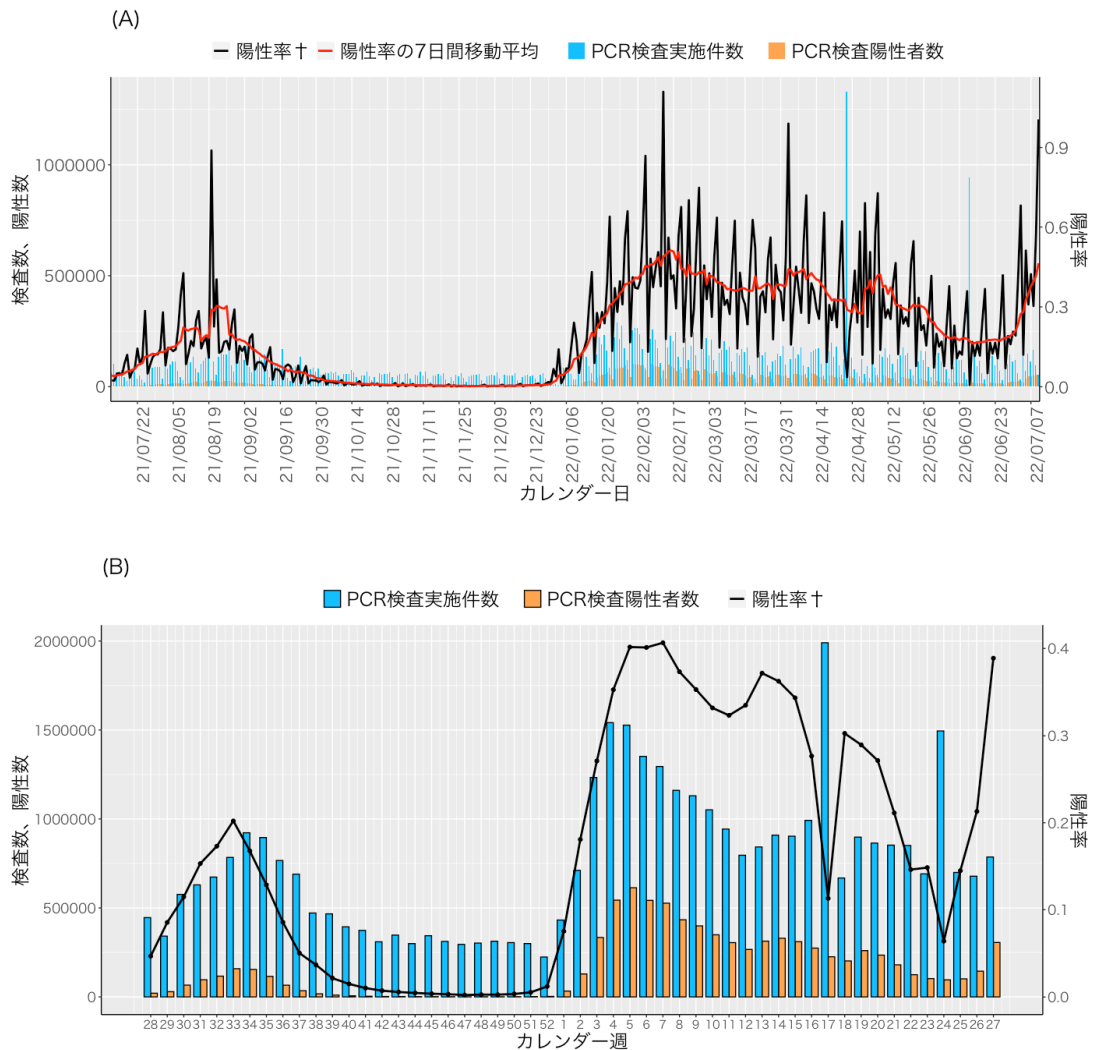 (A)
陽性率† 陽性率の7日間移動平均 PCR検査実施件数 PCR検査陽性者数
検査数、陽性数
1000000
500000
0
0.9
0.6
0.3
0.0
陽性率
21/07/22 21/08/05 21/08/19 21/09/02 21/09/16 21/09/30 21/10/14 21/10/28 21/11/11 21/11/25 21/12/09 21/12/23 22/01/06 22/01/20 22/02/03 22/02/17 22/03/03 22/03/17 22/03/31 22/04/14 22/04/28 22/05/12 22/05/26 22/06/09 22/06/23 22/07/07
カレンダー日
(B)
PCR検査実施件数 PCR検査陽性者数 陽性率†
検査数、陽性数
2000000
1500000
1000000
500000
0
0.4
0.3
0.2
0.1
0.0
陽性率
28 29 30 31 32 33 34 35 36 37 38 39 40 41 42 43 44 45 46 47 48 49 50 51 52 1 2 3 4 5 6 7 8 9 10 11 12 13 14 15 16 17 18 19 20 21 22 23 24 25 26 27
カレンダー週